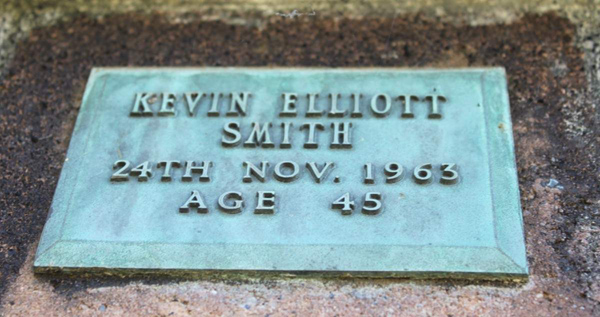 KEVIN ELLIOTT
SMITH
24TH NOV. 1963
AGE 45